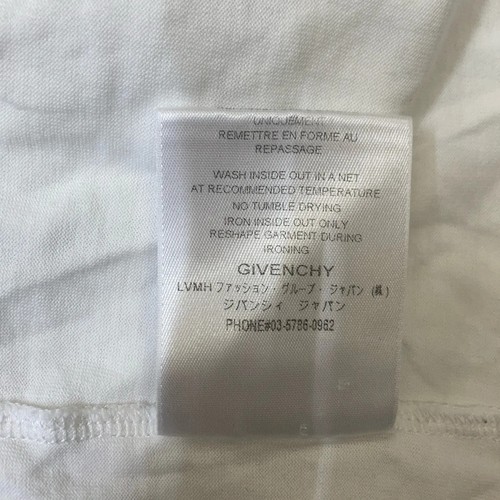 UNIQUEMENT
REMETTRE EN FORME AU
REPASSAGE
WASH INSIDE OUT IN A NET
AT RECOMMENDED TEMPERATURE
NO TUMBLE DRYING
IRON INSIDE OUT ONLY
RESHAPE GARMENT DURING
IRONING
GIVENCHY
LVMH ファッション・グループ・ジャパン (株)
ジバンシィ ジャパン
PHONE#03-5786-0962